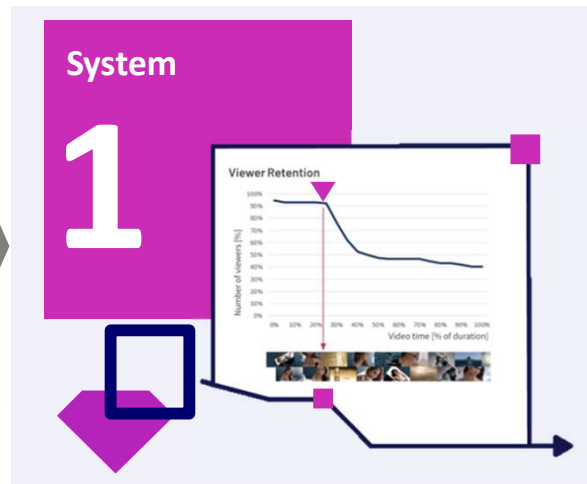 System
1
Viewer Retention
100%
90%
80%
70%
60%
50%
40%
30%
20%
10%
0%
Number of viewers [%]
0% 10% 20% 30% 40% 50% 60% 70% 80% 90% 100%
Video time [% of duration]